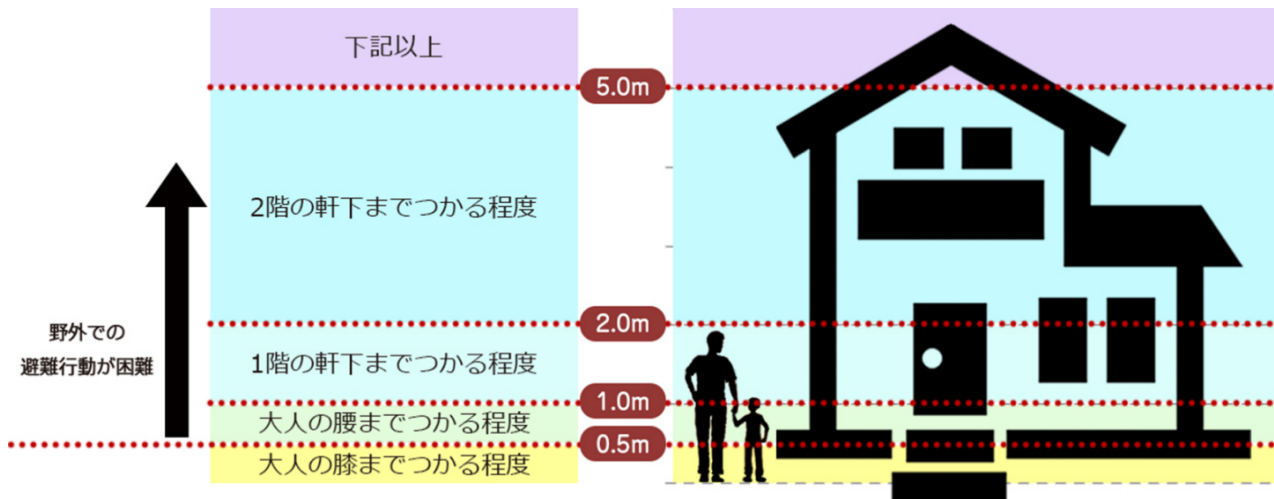 下記以上
5.0m
2階の軒下までつかる程度
2.0m
野外での
避難行動が困難
1階の軒下までつかる程度
1.0m
大人の腰までつかる程度
0.5m
大人の膝までつかる程度